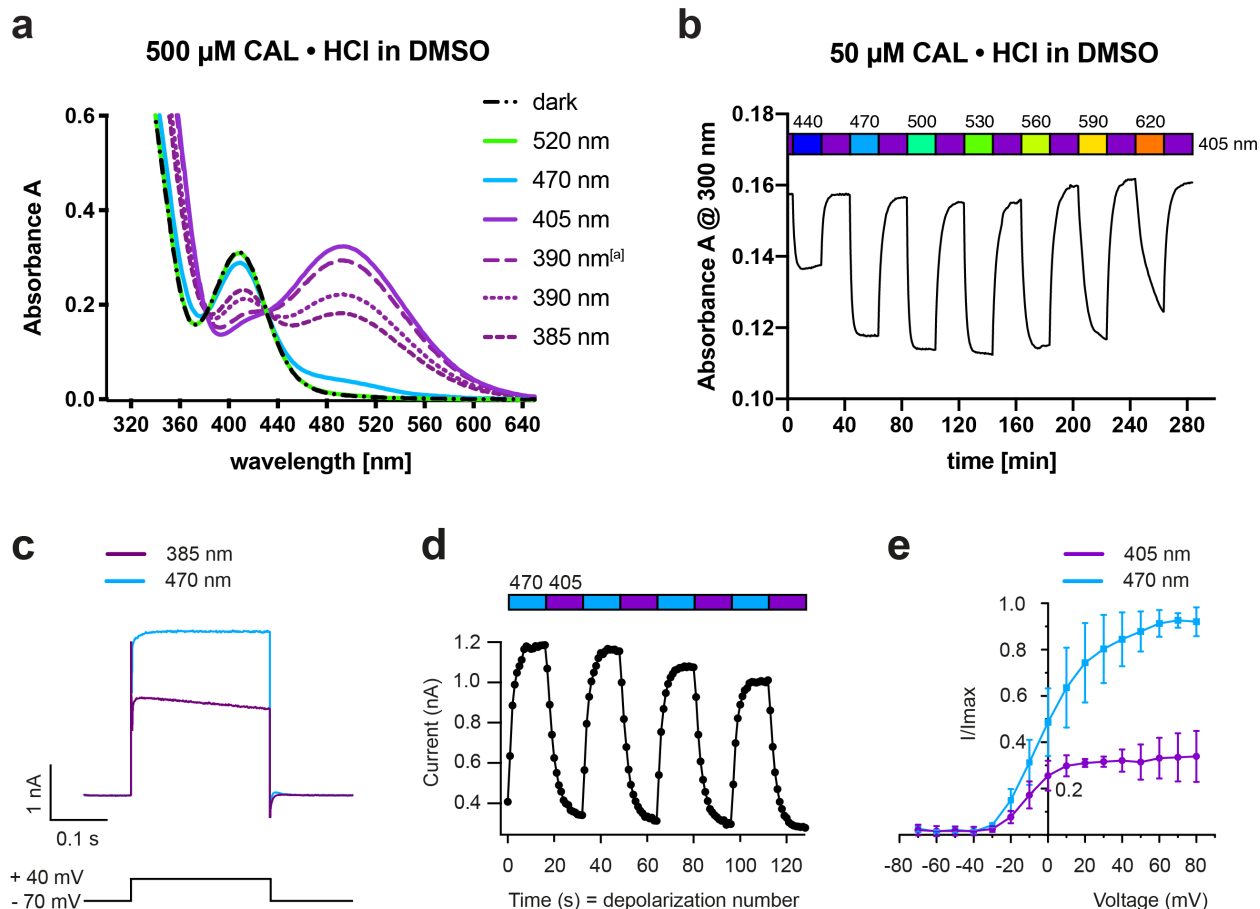 a
500 µM CAL • HCl in DMSO
dark
520 nm
470 nm
405 nm
390 nm[a]
390 nm
385 nm
Absorbance A
0.6
0.4
0.2
0.0
320 360 400 440 480 520 560 600 640
wavelength [nm]
b
50 µM CAL • HCl in DMSO
440 470 500 530 560 590 620
405 nm
Absorbance A @ 300 nm
0.18
0.16
0.14
0.12
0.10
0 40 80 120 160 200 240 280
time [min]
c
385 nm
470 nm
1 nA
0.1 s
+ 40 mV
- 70 mV
d
470 405
Current (nA)
1.2
1.0
0.8
0.6
0.4
0 20 40 60 80 100 120
Time (s) = depolarization number
e
405 nm
470 nm
I/Imax
1.0
0.8
0.6
0.4
0.2
-80 -60 -40 -20 0 20 40 60 80
Voltage (mV)